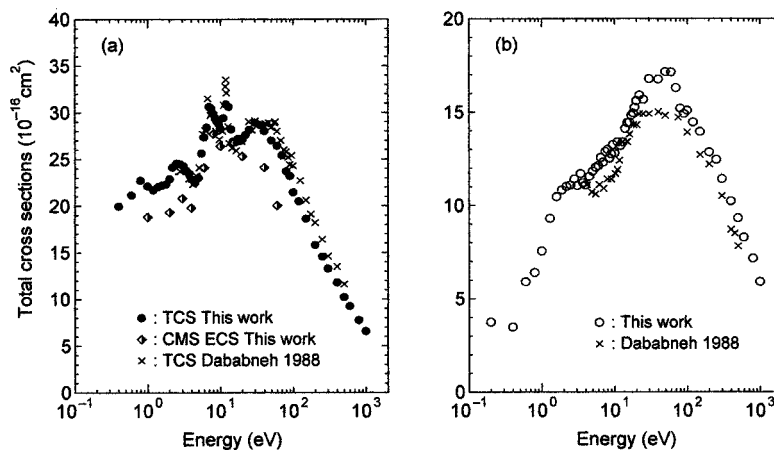 (a)
40
35
30
25
20
15
10
5
0
Total cross sections (10⁻¹⁶cm²)
● : TCS This work
: CMS ECS This work
× : TCS Dababneh 1988
10⁻¹ 10⁰ 10¹ 10² 10³
Energy (eV)
(b)
20
15
10
5
0
○ : This work
× : Dababneh 1988
10⁻¹ 10⁰ 10¹ 10² 10³
Energy (eV)